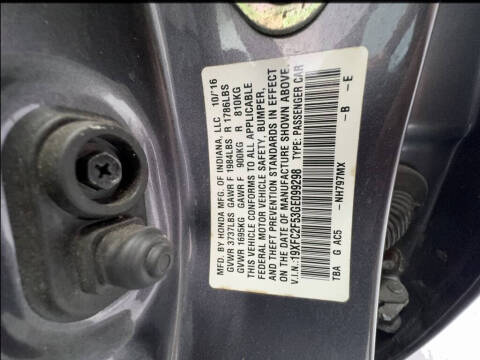 MFD. BY HONDA MFG. OF INDIANA, LLC 10/'16
GVWR 3737LBS GAWR F 1984LBS R 1786LBS
GVWR 1695KG GAWR F 900KG R 810KG
THIS VEHICLE CONFORMS TO ALL APPLICABLE
FEDERAL MOTOR VEHICLE SAFETY, BUMPER,
AND THEFT PREVENTION STANDARDS IN EFFECT
ON THE DATE OF MANUFACTURE SHOWN ABOVE.
V.I.N.: 19XFC2F53GE099298 TYPE: PASSENGER CAR
-NH797MX -B -E
TBA G AC5